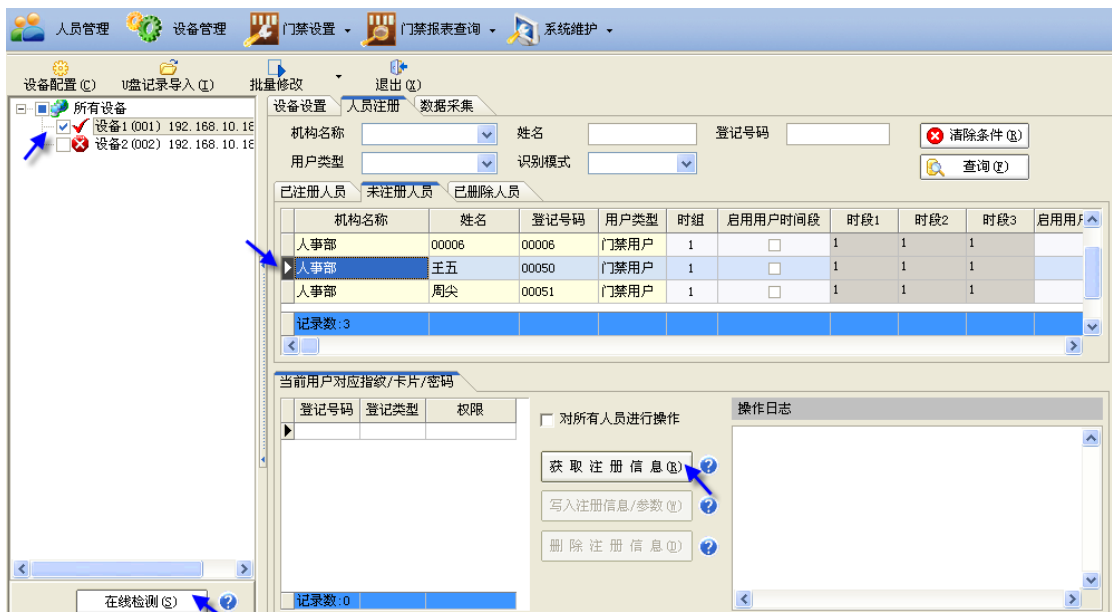 人员管理 设备管理 门禁设置 门禁报表查询 系统维护
设备配置(C) U盘记录导入(I) 批量修改 退出(X)
所有设备
设备1(001) 192.168.10.18
设备2(002) 192.168.10.18
设备设置 人员注册 数据采集
机构名称 姓名 登记号码 清除条件(R)
用户类型 识别模式 查询(F)
已注册人员 未注册人员 已删除人员
机构名称 姓名 登记号码 用户类型 时组 启用用户时间段 时段1 时段2 时段3 启用用户
人事部 00006 00006 门禁用户 1 1 1 1
人事部 王五 00050 门禁用户 1 1 1 1
人事部 周尖 00051 门禁用户 1 1 1 1
记录数:3
当前用户对应指纹/卡片/密码
登记号码 登记类型 权限
对所有人员进行操作
操作日志
获取注册信息(R)
写入注册信息/参数(W)
删除注册信息(D)
在线检测(S)
记录数:0